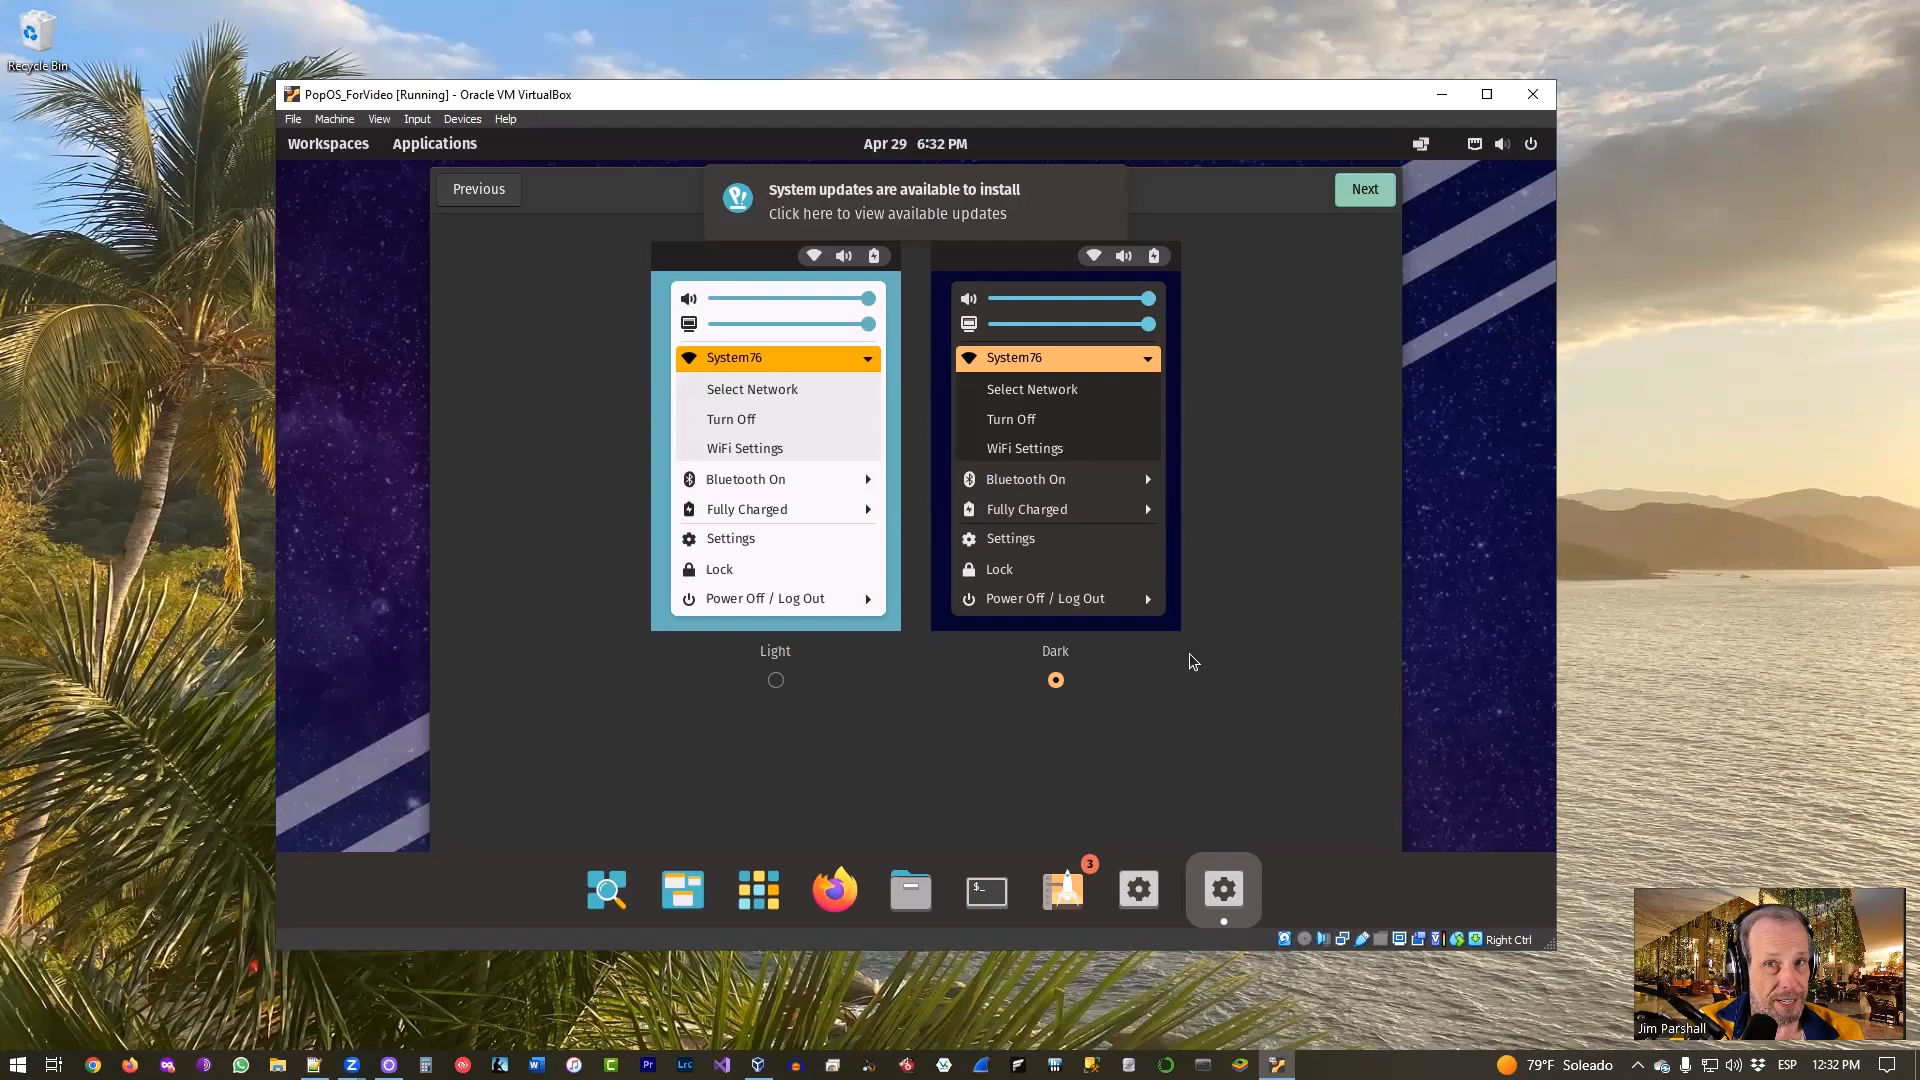 Recycle Bin
PopOS_ForVideo [Running] - Oracle VM VirtualBox
File Machine View Input Devices Help
Workspaces Applications Apr 29 6:32 PM
Previous
System updates are available to install
Click here to view available updates
Next
System76
Select Network
Turn Off
WiFi Settings
Bluetooth On
Fully Charged
Settings
Lock
Power Off / Log Out
Light
System76
Select Network
Turn Off
WiFi Settings
Bluetooth On
Fully Charged
Settings
Lock
Power Off / Log Out
Dark
$_
3
Right Ctrl
Jim Parshall
Pr
Lrc
79°F Soleado
ESP
12:32 PM